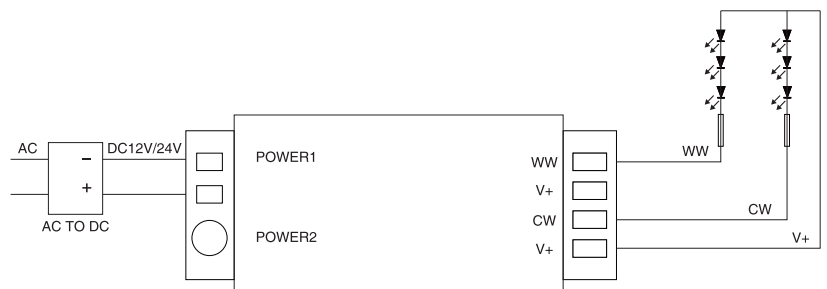 AC
DC12V/24V
−
+
AC TO DC
POWER1
POWER2
WW
V+
CW
V+
WW
CW
V+